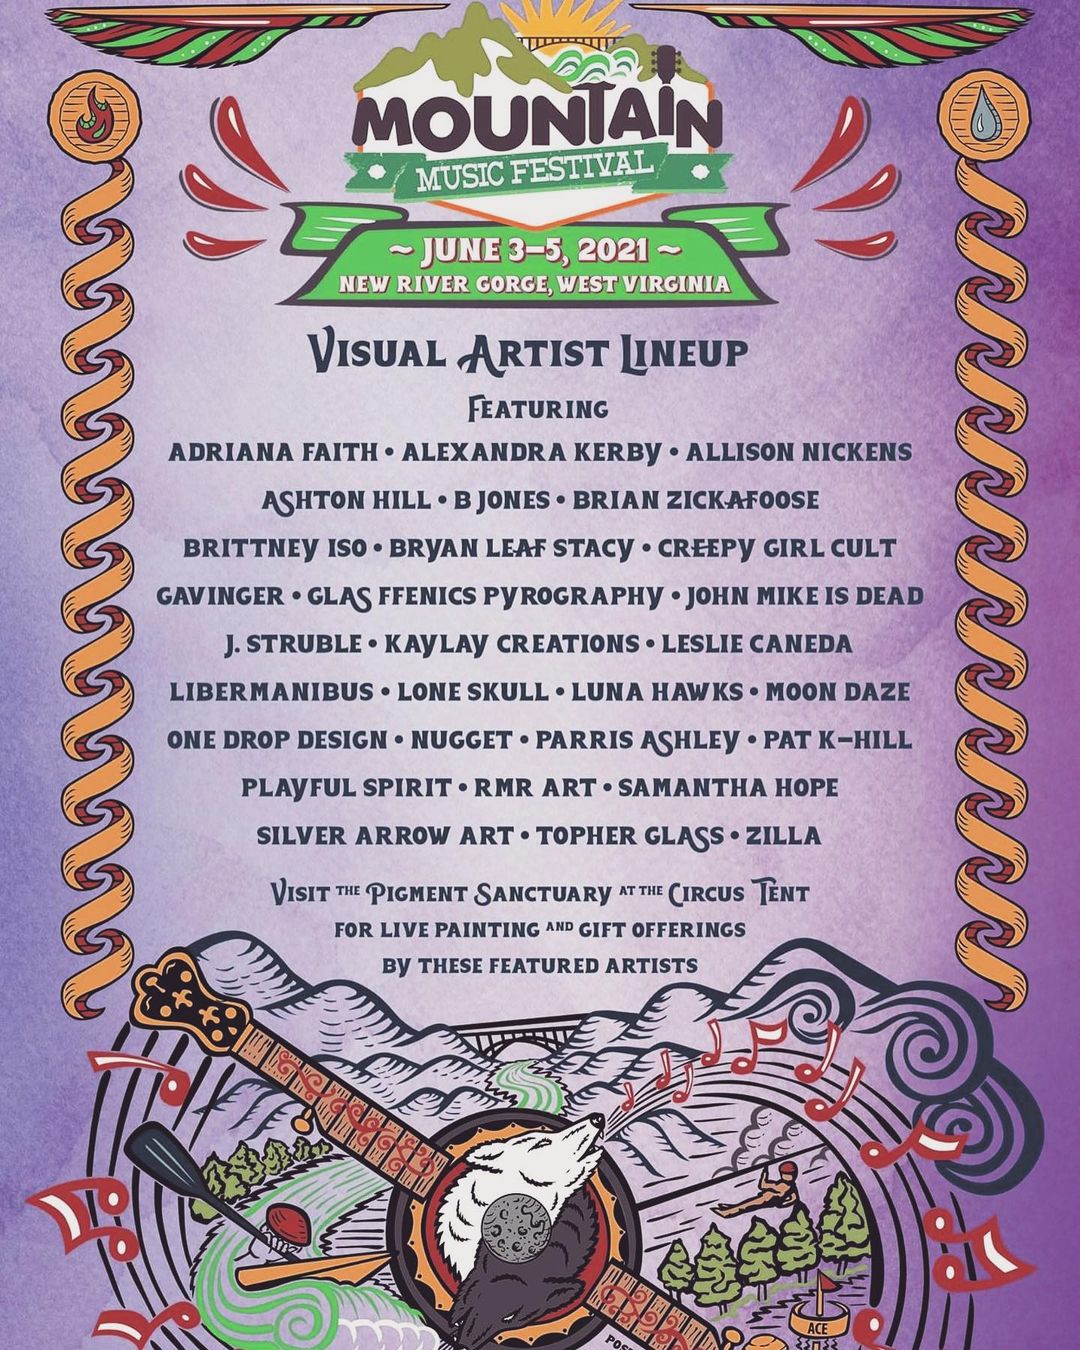 MOUNTAIN
MUSIC FESTIVAL
~ JUNE 3–5, 2021 ~
NEW RIVER GORGE, WEST VIRGINIA
VISUAL ARTIST LINEUP
FEATURING
ADRIANA FAITH • ALEXANDRA KERBY • ALLISON NICKENS
ASHTON HILL • B JONES • BRIAN ZICKAFOOSE
BRITTNEY ISO • BRYAN LEAF STACY • CREEPY GIRL CULT
GAVINGER • GLAS FFENICS PYROGRAPHY • JOHN MIKE IS DEAD
J. STRUBLE • KAYLAY CREATIONS • LESLIE CANEDA
LIBERMANIBUS • LONE SKULL • LUNA HAWKS • MOON DAZE
ONE DROP DESIGN • NUGGET • PARRIS ASHLEY • PAT K–HILL
PLAYFUL SPIRIT • RMR ART • SAMANTHA HOPE
SILVER ARROW ART • TOPHER GLASS • ZILLA
VISIT THE PIGMENT SANCTUARY AT THE CIRCUS TENT
FOR LIVE PAINTING AND GIFT OFFERINGS
BY THESE FEATURED ARTISTS
ACE